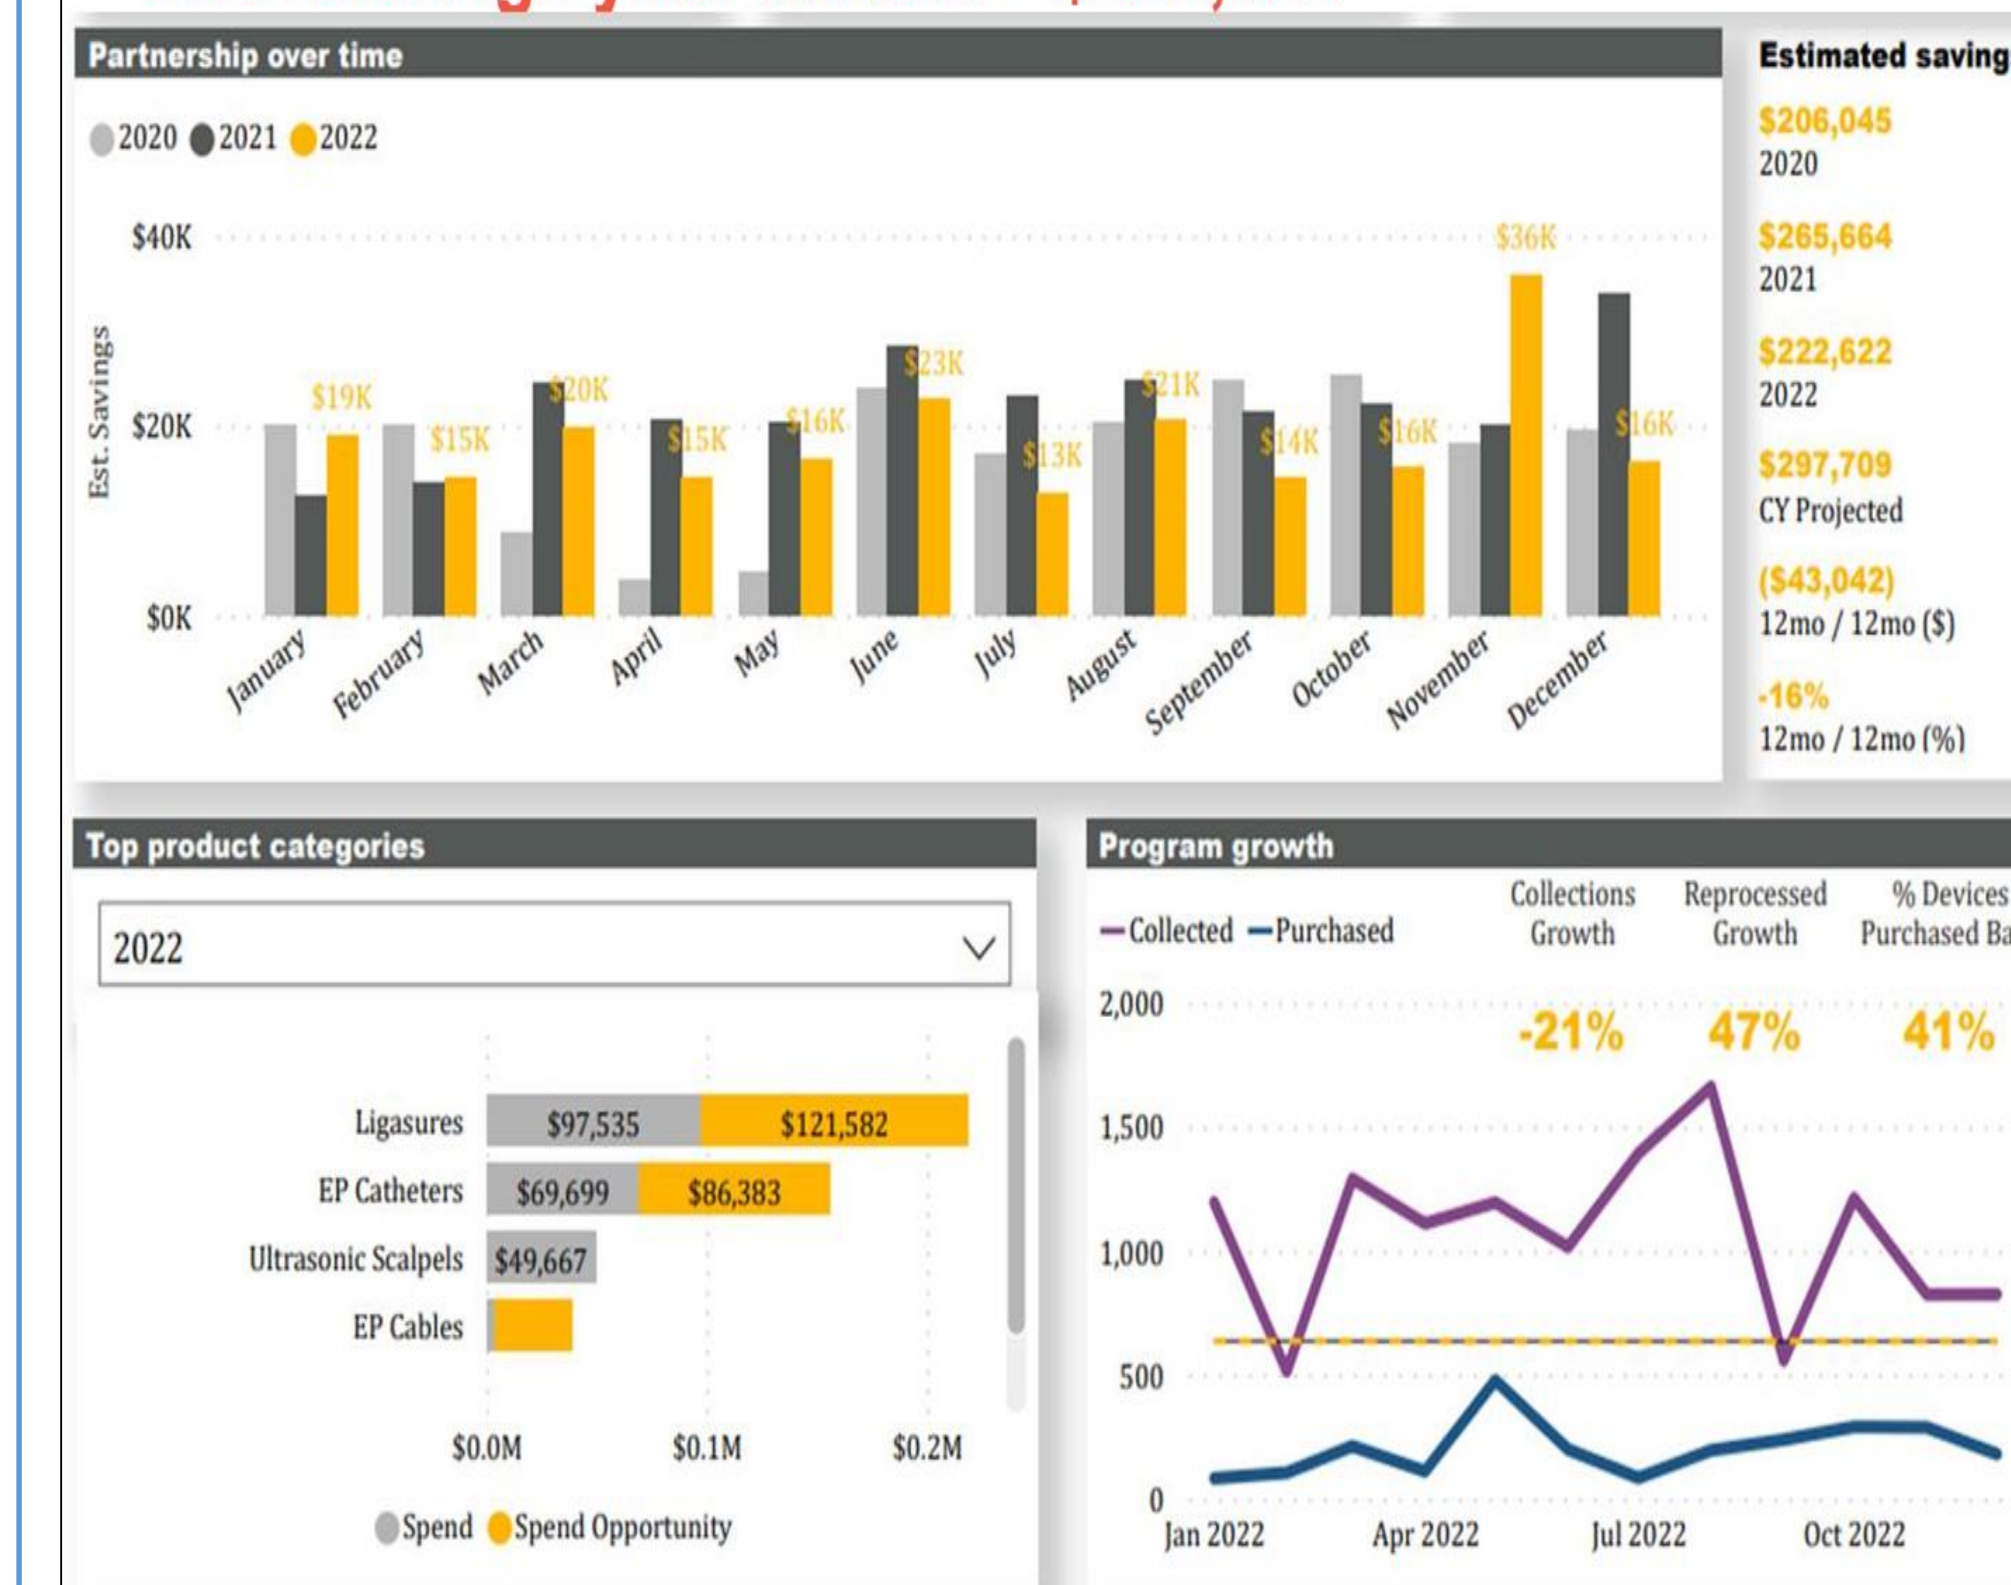 Partnership over time
2020 2021 2022
$40K
$20K
$0K
Est. Savings
$19K
$15K
$20K
$15K
$16K
$23K
$13K
$21K
$14K
$16K
$36K
$16K
January
February
March
April
May
June
July
August
September
October
November
December
Estimated saving
$206,045
2020
$265,664
2021
$222,622
2022
$297,709
CY Projected
($43,042)
12mo / 12mo ($)
-16%
12mo / 12mo (%)
Top product categories
2022
Ligasures $97,535 $121,582
EP Catheters $69,699 $86,383
Ultrasonic Scalpels $49,667
EP Cables
$0.0M $0.1M $0.2M
Spend Spend Opportunity
Program growth
Collected Purchased
Collections
Growth
Reprocessed
Growth
% Devices
Purchased Ba
-21% 47% 41%
2,000
1,500
1,000
500
0
Jan 2022 Apr 2022 Jul 2022 Oct 2022